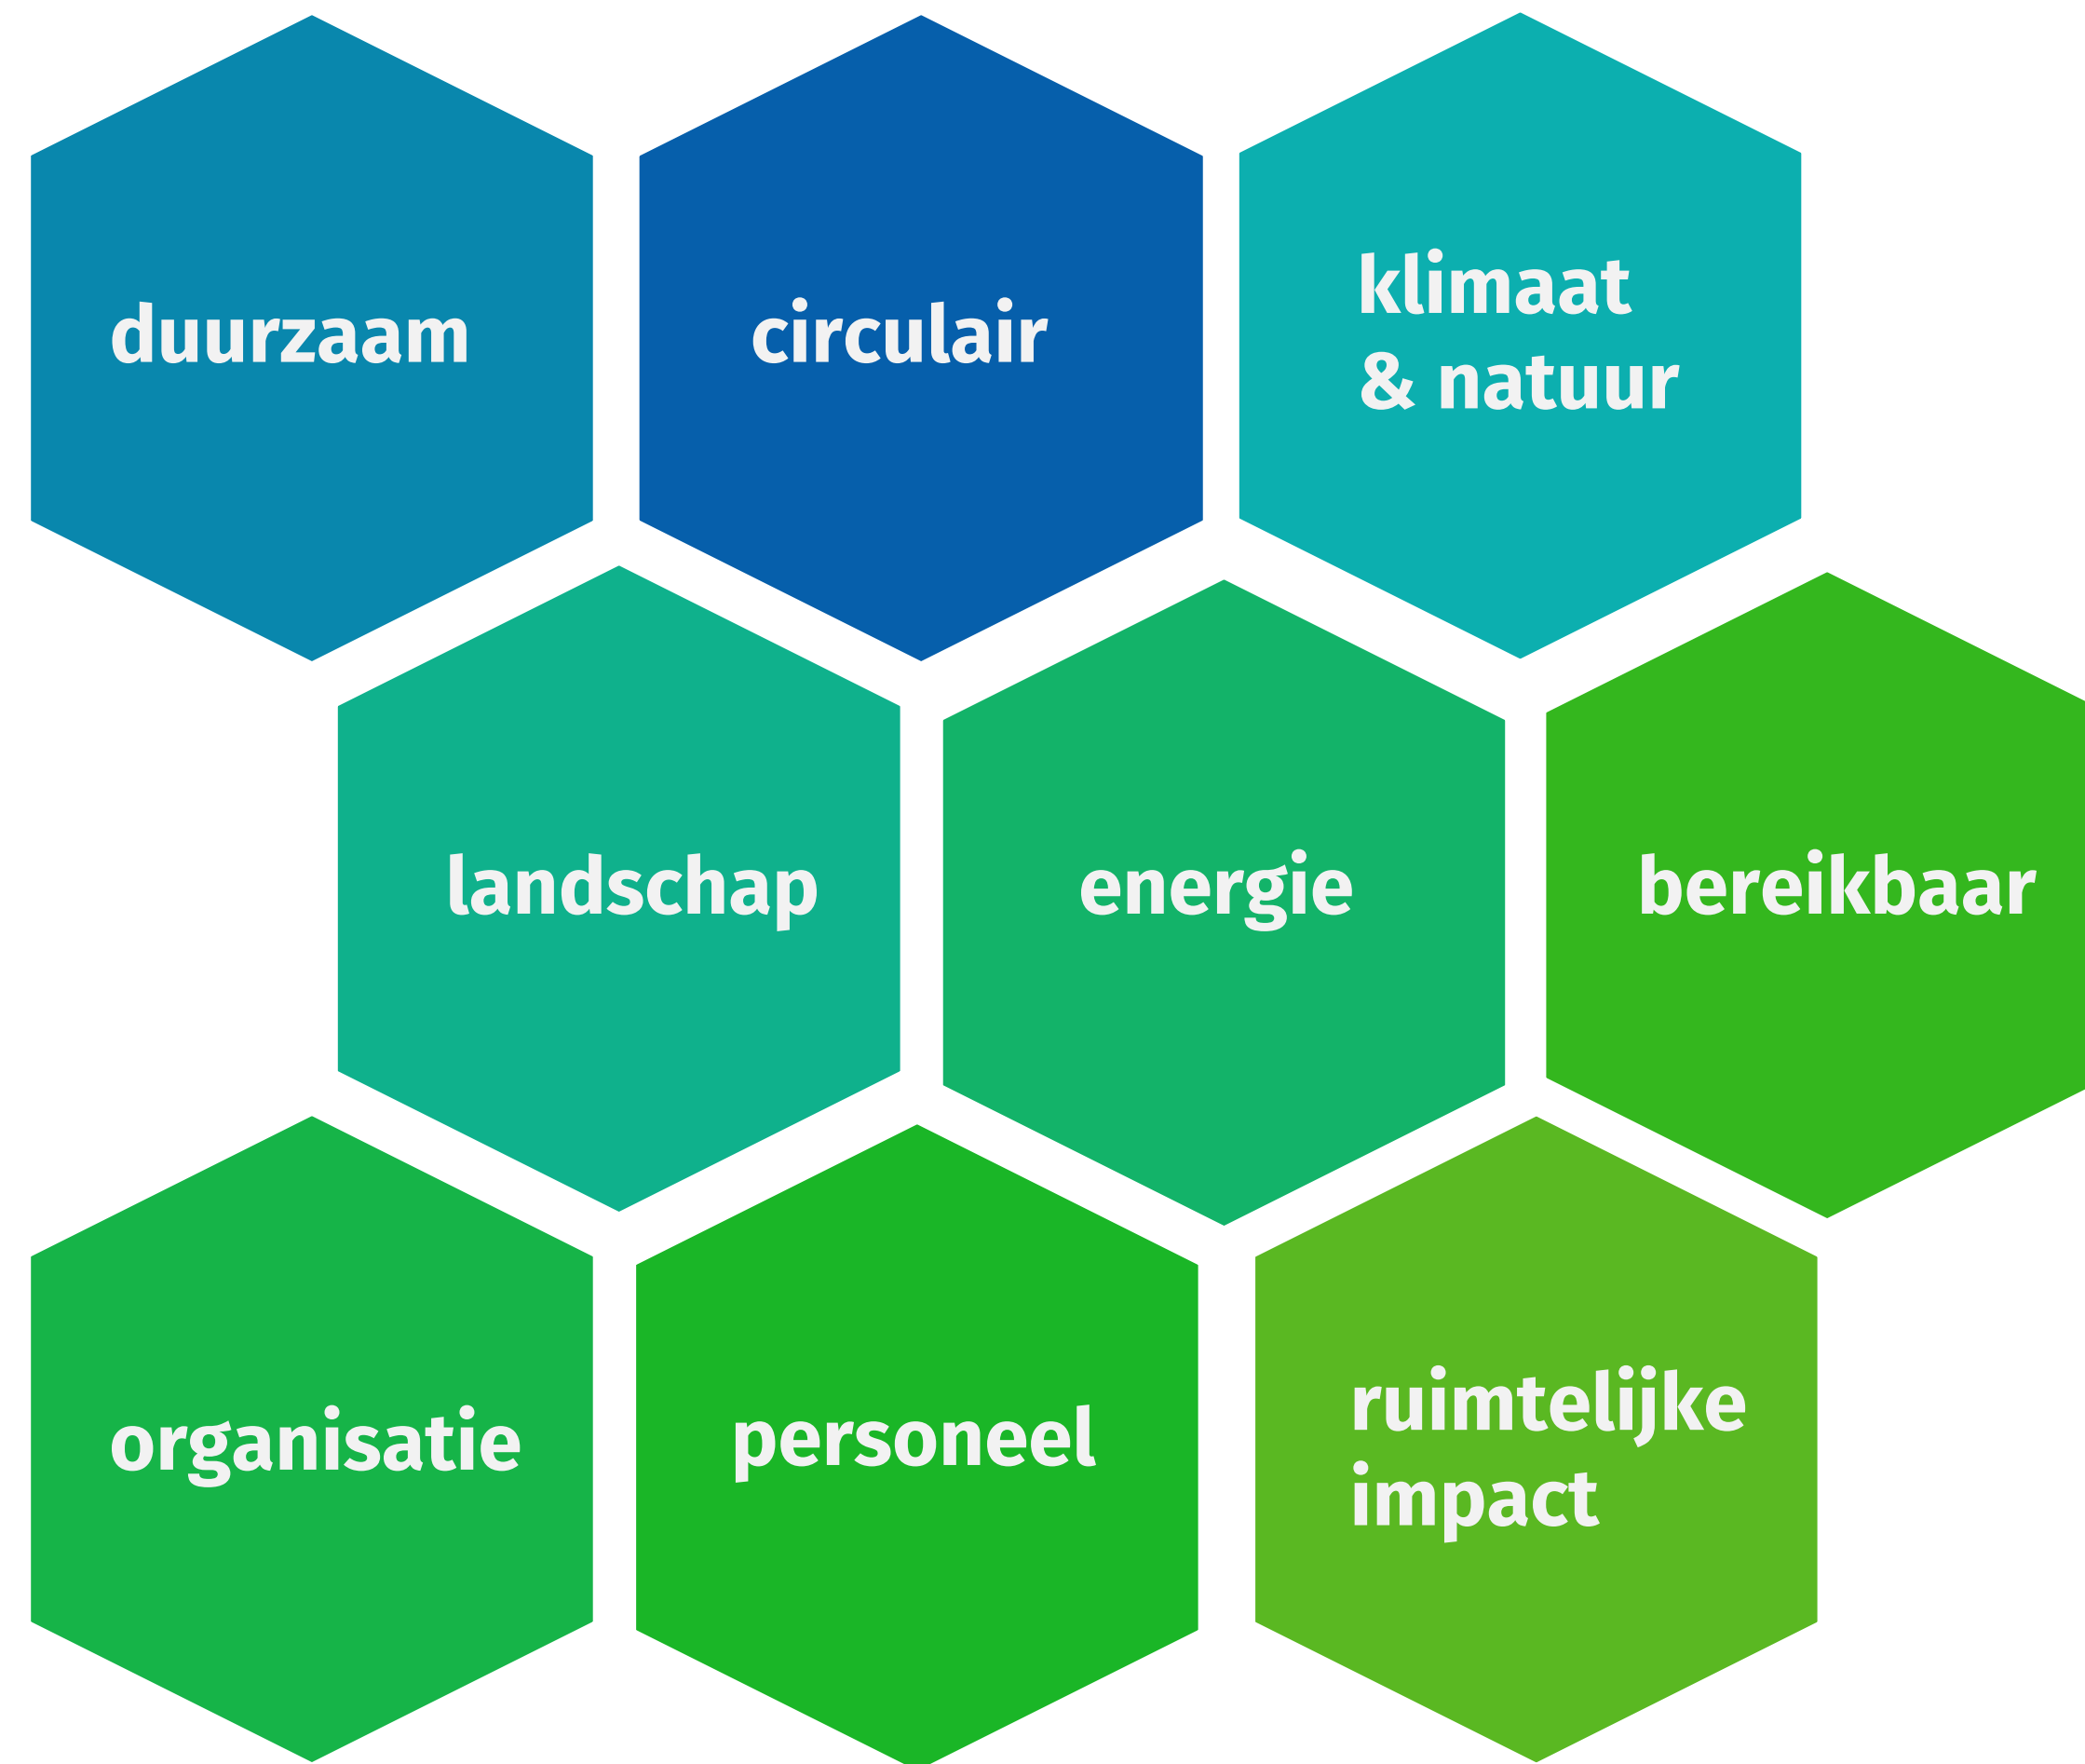 duurzaam
circulair
klimaat
& natuur
landschap
energie
bereikbaar
organisatie
personeel
ruimtelijke
impact